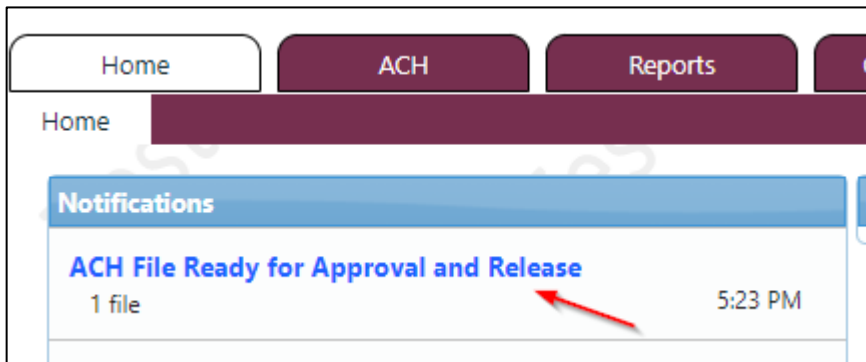 Home ACH Reports
Home
Notifications
ACH File Ready for Approval and Release
1 file 5:23 PM